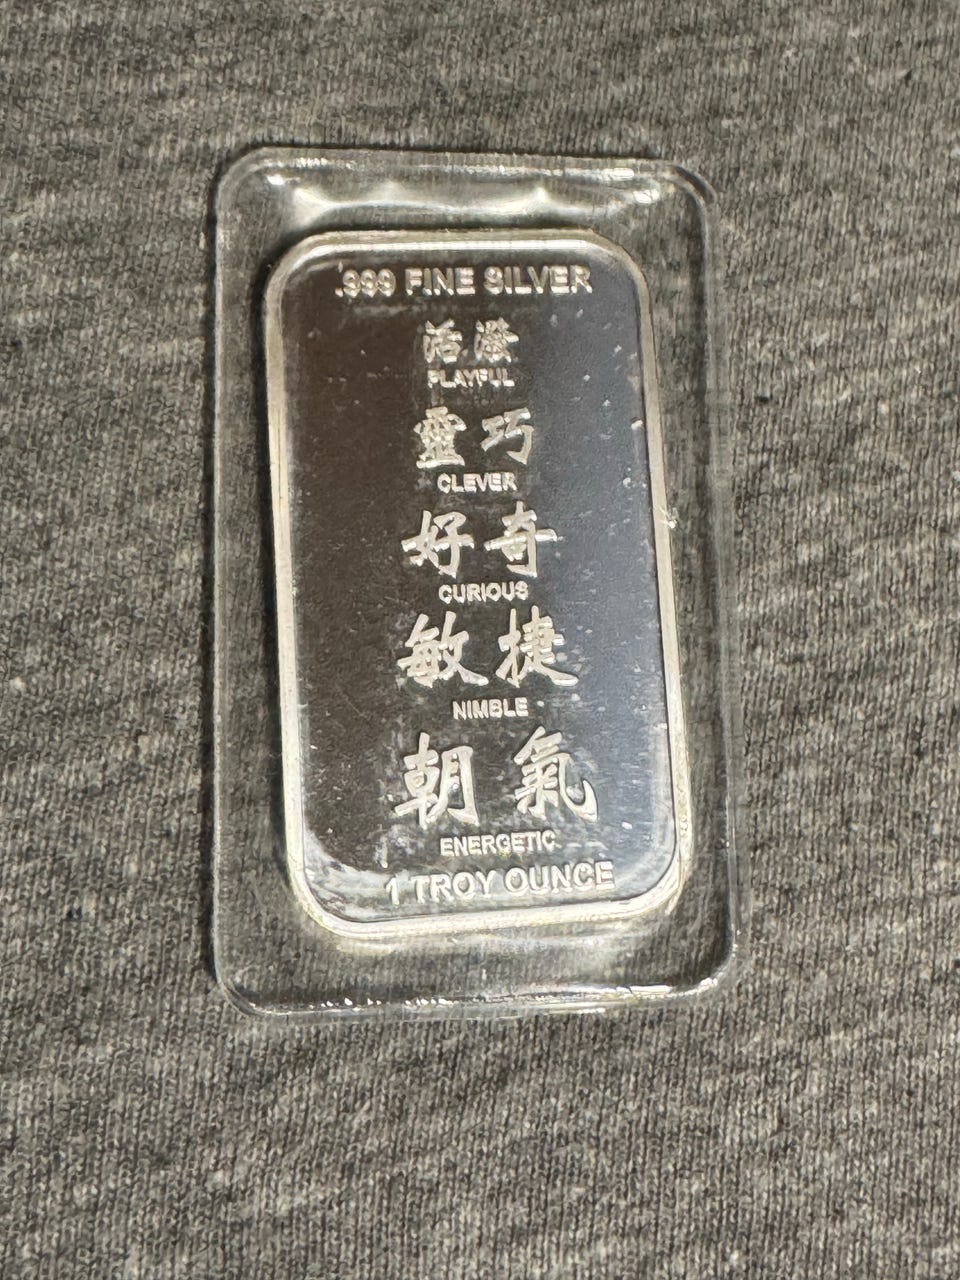 .999 FINE SILVER
活潑
PLAYFUL
靈巧
CLEVER
好奇
CURIOUS
敏捷
NIMBLE
朝氣
ENERGETIC
1 TROY OUNCE